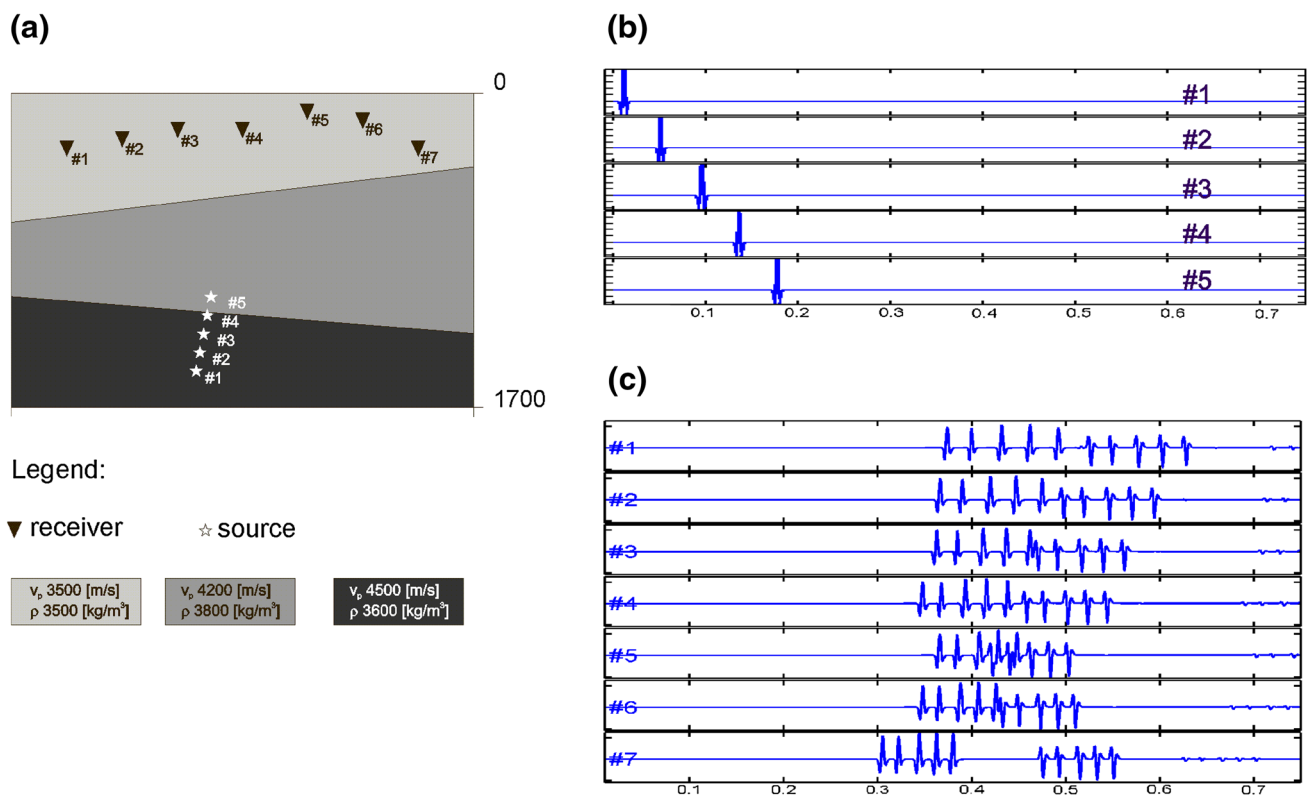 (a)
0
#1
#2
#3
#4
#5
#6
#7
#5
#4
#3
#2
#1
1700
Legend:
receiver
source
vp 3500 [m/s]
ρ 3500 [kg/m³]
vp 4200 [m/s]
ρ 3800 [kg/m³]
vp 4500 [m/s]
ρ 3600 [kg/m³]
(b)
#1
#2
#3
#4
#5
0.1 0.2 0.3 0.4 0.5 0.6 0.7
(c)
#1
#2
#3
#4
#5
#6
#7
0.1 0.2 0.3 0.4 0.5 0.6 0.7